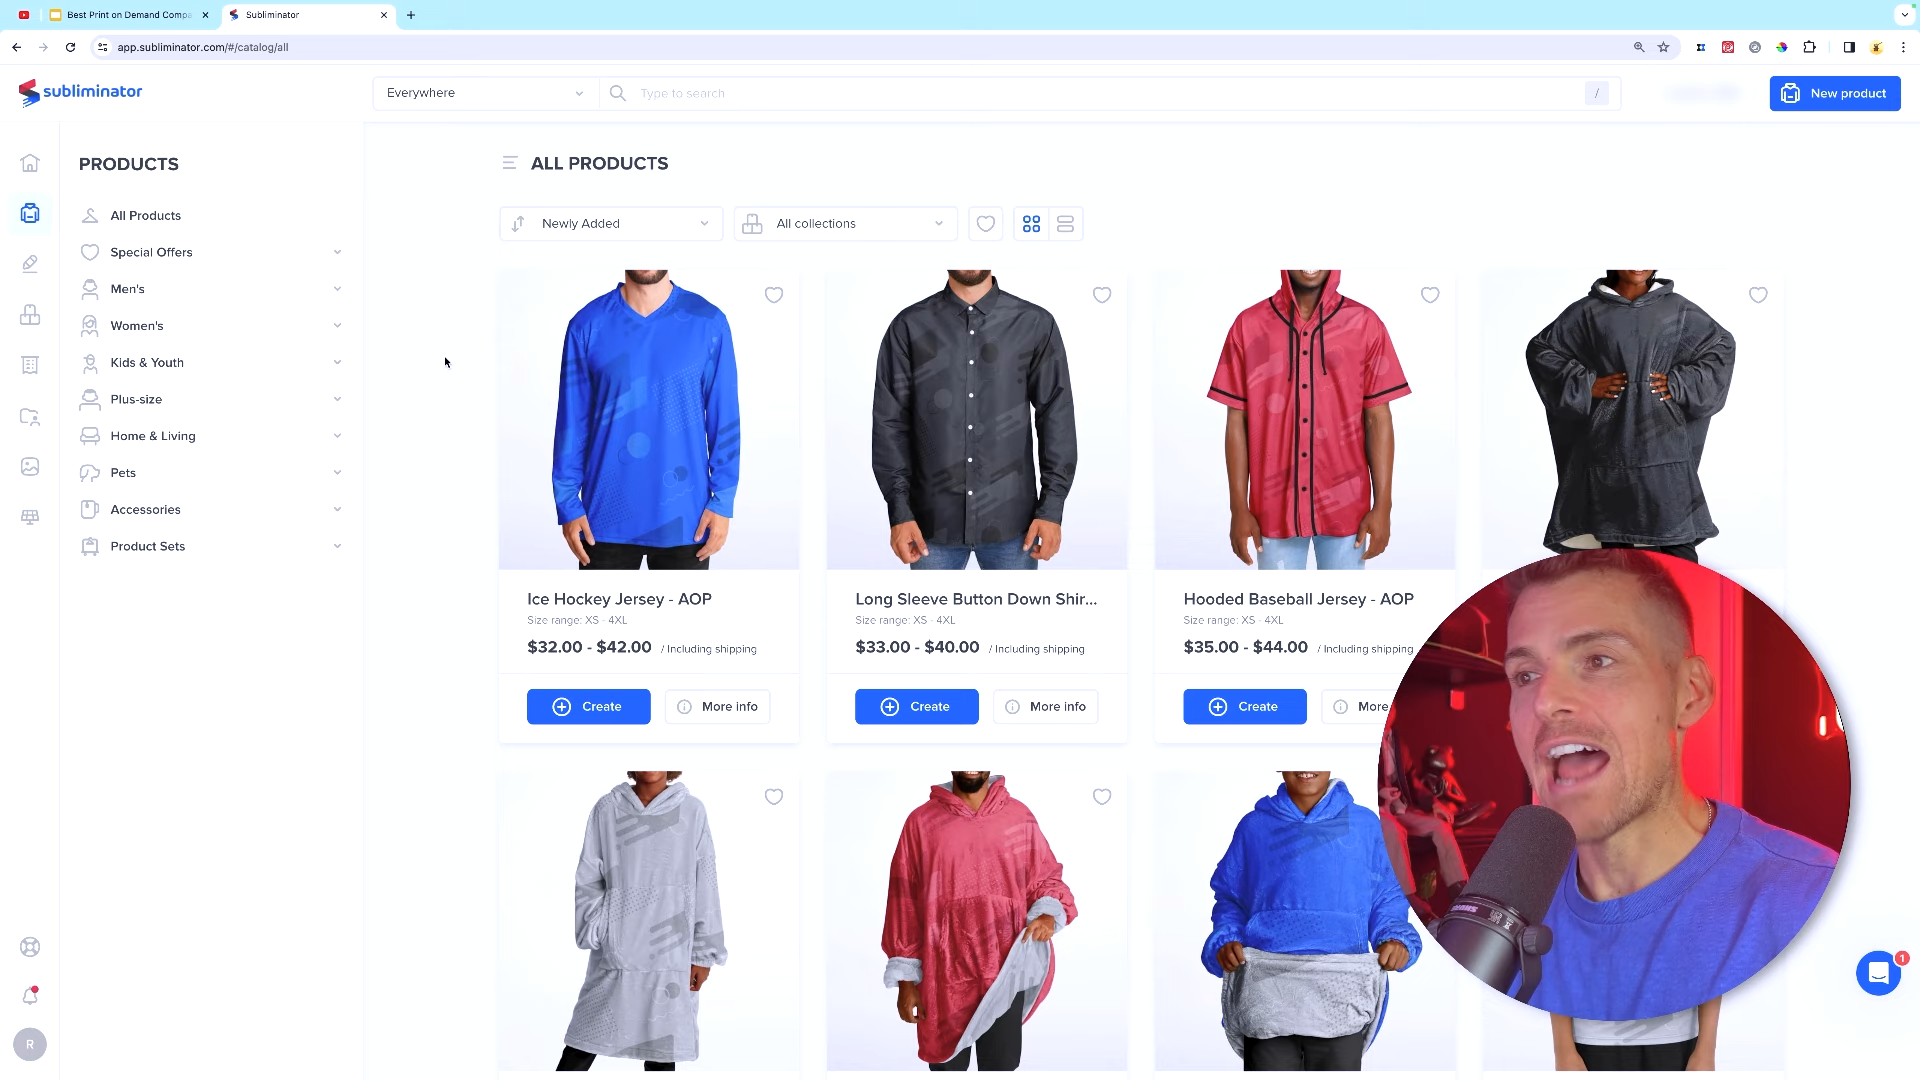 Best Print on Demand Compa
Subliminator
app.subliminator.com/#/catalog/all
subliminator
Everywhere
Type to search
/
New product
PRODUCTS
All Products
Special Offers
Men's
Women's
Kids & Youth
Plus-size
Home & Living
Pets
Accessories
Product Sets
R
ALL PRODUCTS
Newly Added
All collections
Ice Hockey Jersey - AOP
Size range: XS - 4XL
$32.00 - $42.00 / Including shipping
Create
More info
Long Sleeve Button Down Shir...
Size range: XS - 4XL
$33.00 - $40.00 / Including shipping
Create
More info
Hooded Baseball Jersey - AOP
Size range: XS - 4XL
$35.00 - $44.00 / Including shipping
Create
More
1